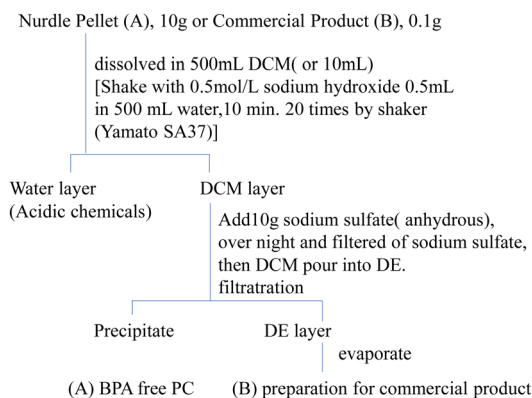 Nurdle Pellet (A), 10g or Commercial Product (B), 0.1g
dissolved in 500mL DCM( or 10mL)
[Shake with 0.5mol/L sodium hydroxide 0.5mL
in 500 mL water,10 min. 20 times by shaker
(Yamato SA37)]
Water layer
(Acidic chemicals)
DCM layer
Add10g sodium sulfate( anhydrous),
over night and filtered of sodium sulfate,
then DCM pour into DE.
filtratration
Precipitate
DE layer
evaporate
(A) BPA free PC
(B) preparation for commercial product